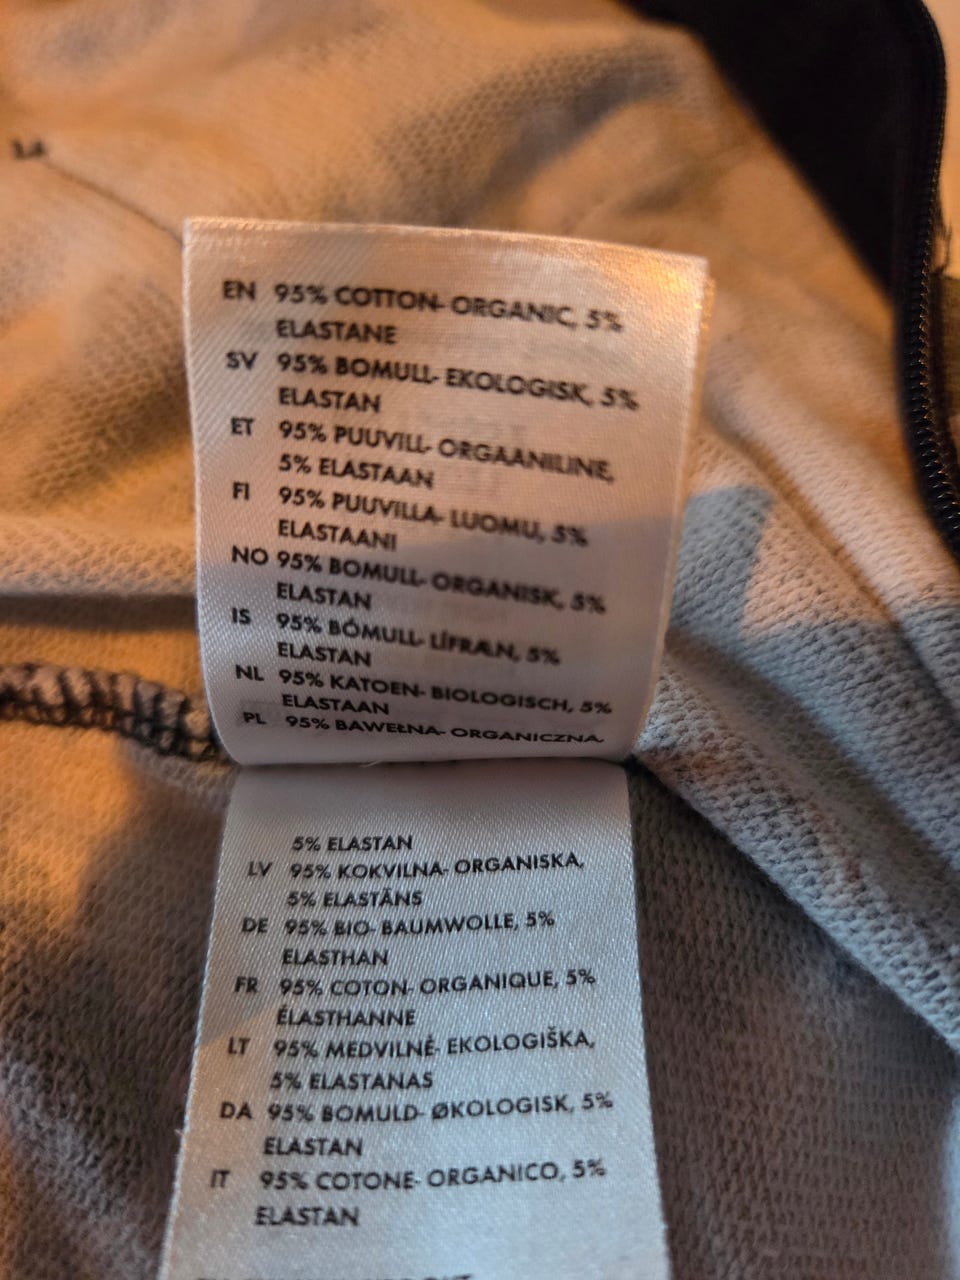 EN 95% COTTON- ORGANIC, 5%
ELASTANE
SV 95% BOMULL- EKOLOGISK, 5%
ELASTAN
ET 95% PUUVILL- ORGAANILINE,
5% ELASTAAN
FI 95% PUUVILLA- LUOMU, 5%
ELASTAANI
NO 95% BOMULL- ORGANISK, 5%
ELASTAN
IS 95% BÓMULL- LÍFRÆN, 5%
ELASTAN
NL 95% KATOEN- BIOLOGISCH, 5%
ELASTAAN
PL 95% BAWEŁNA- ORGANICZNA,
5% ELASTAN
LV 95% KOKVILNA- ORGANISKA,
5% ELASTĀNS
DE 95% BIO- BAUMWOLLE, 5%
ELASTHAN
FR 95% COTON- ORGANIQUE, 5%
ÉLASTHANNE
LT 95% MEDVILNĖ- EKOLOGIŠKA,
5% ELASTANAS
DA 95% BOMULD- ØKOLOGISK, 5%
ELASTAN
IT 95% COTONE- ORGANICO, 5%
ELASTAN